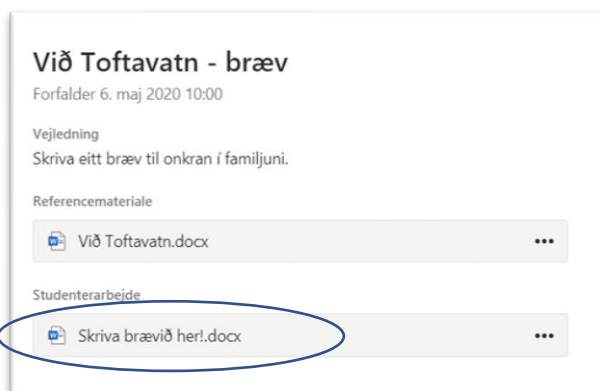 Við Toftavatn - bræv
Forfalder 6. maj 2020 10:00
Vejledning
Skriva eitt bræv til onkran í familjuni.
Referencemateriale
Við Toftavatn.docx
Studenterarbejde
Skriva brævið her!.docx